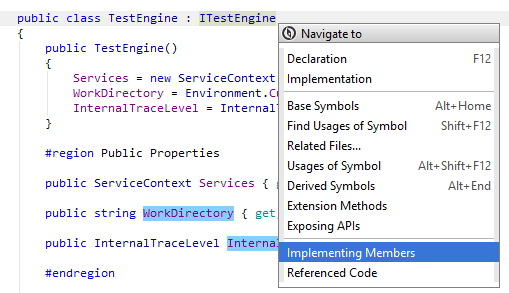 public class TestEngine : ITestEngine
{
public TestEngine()
{
Services = new ServiceContext
WorkDirectory = Environment.Cu
InternalTraceLevel = Internal
}
#region Public Properties
public ServiceContext Services { g
public string WorkDirectory { get
public InternalTraceLevel Internal
#endregion
Navigate to
Declaration F12
Implementation
Base Symbols Alt+Home
Find Usages of Symbol Shift+F12
Related Files...
Usages of Symbol Alt+Shift+F12
Derived Symbols Alt+End
Extension Methods
Exposing APIs
Implementing Members
Referenced Code